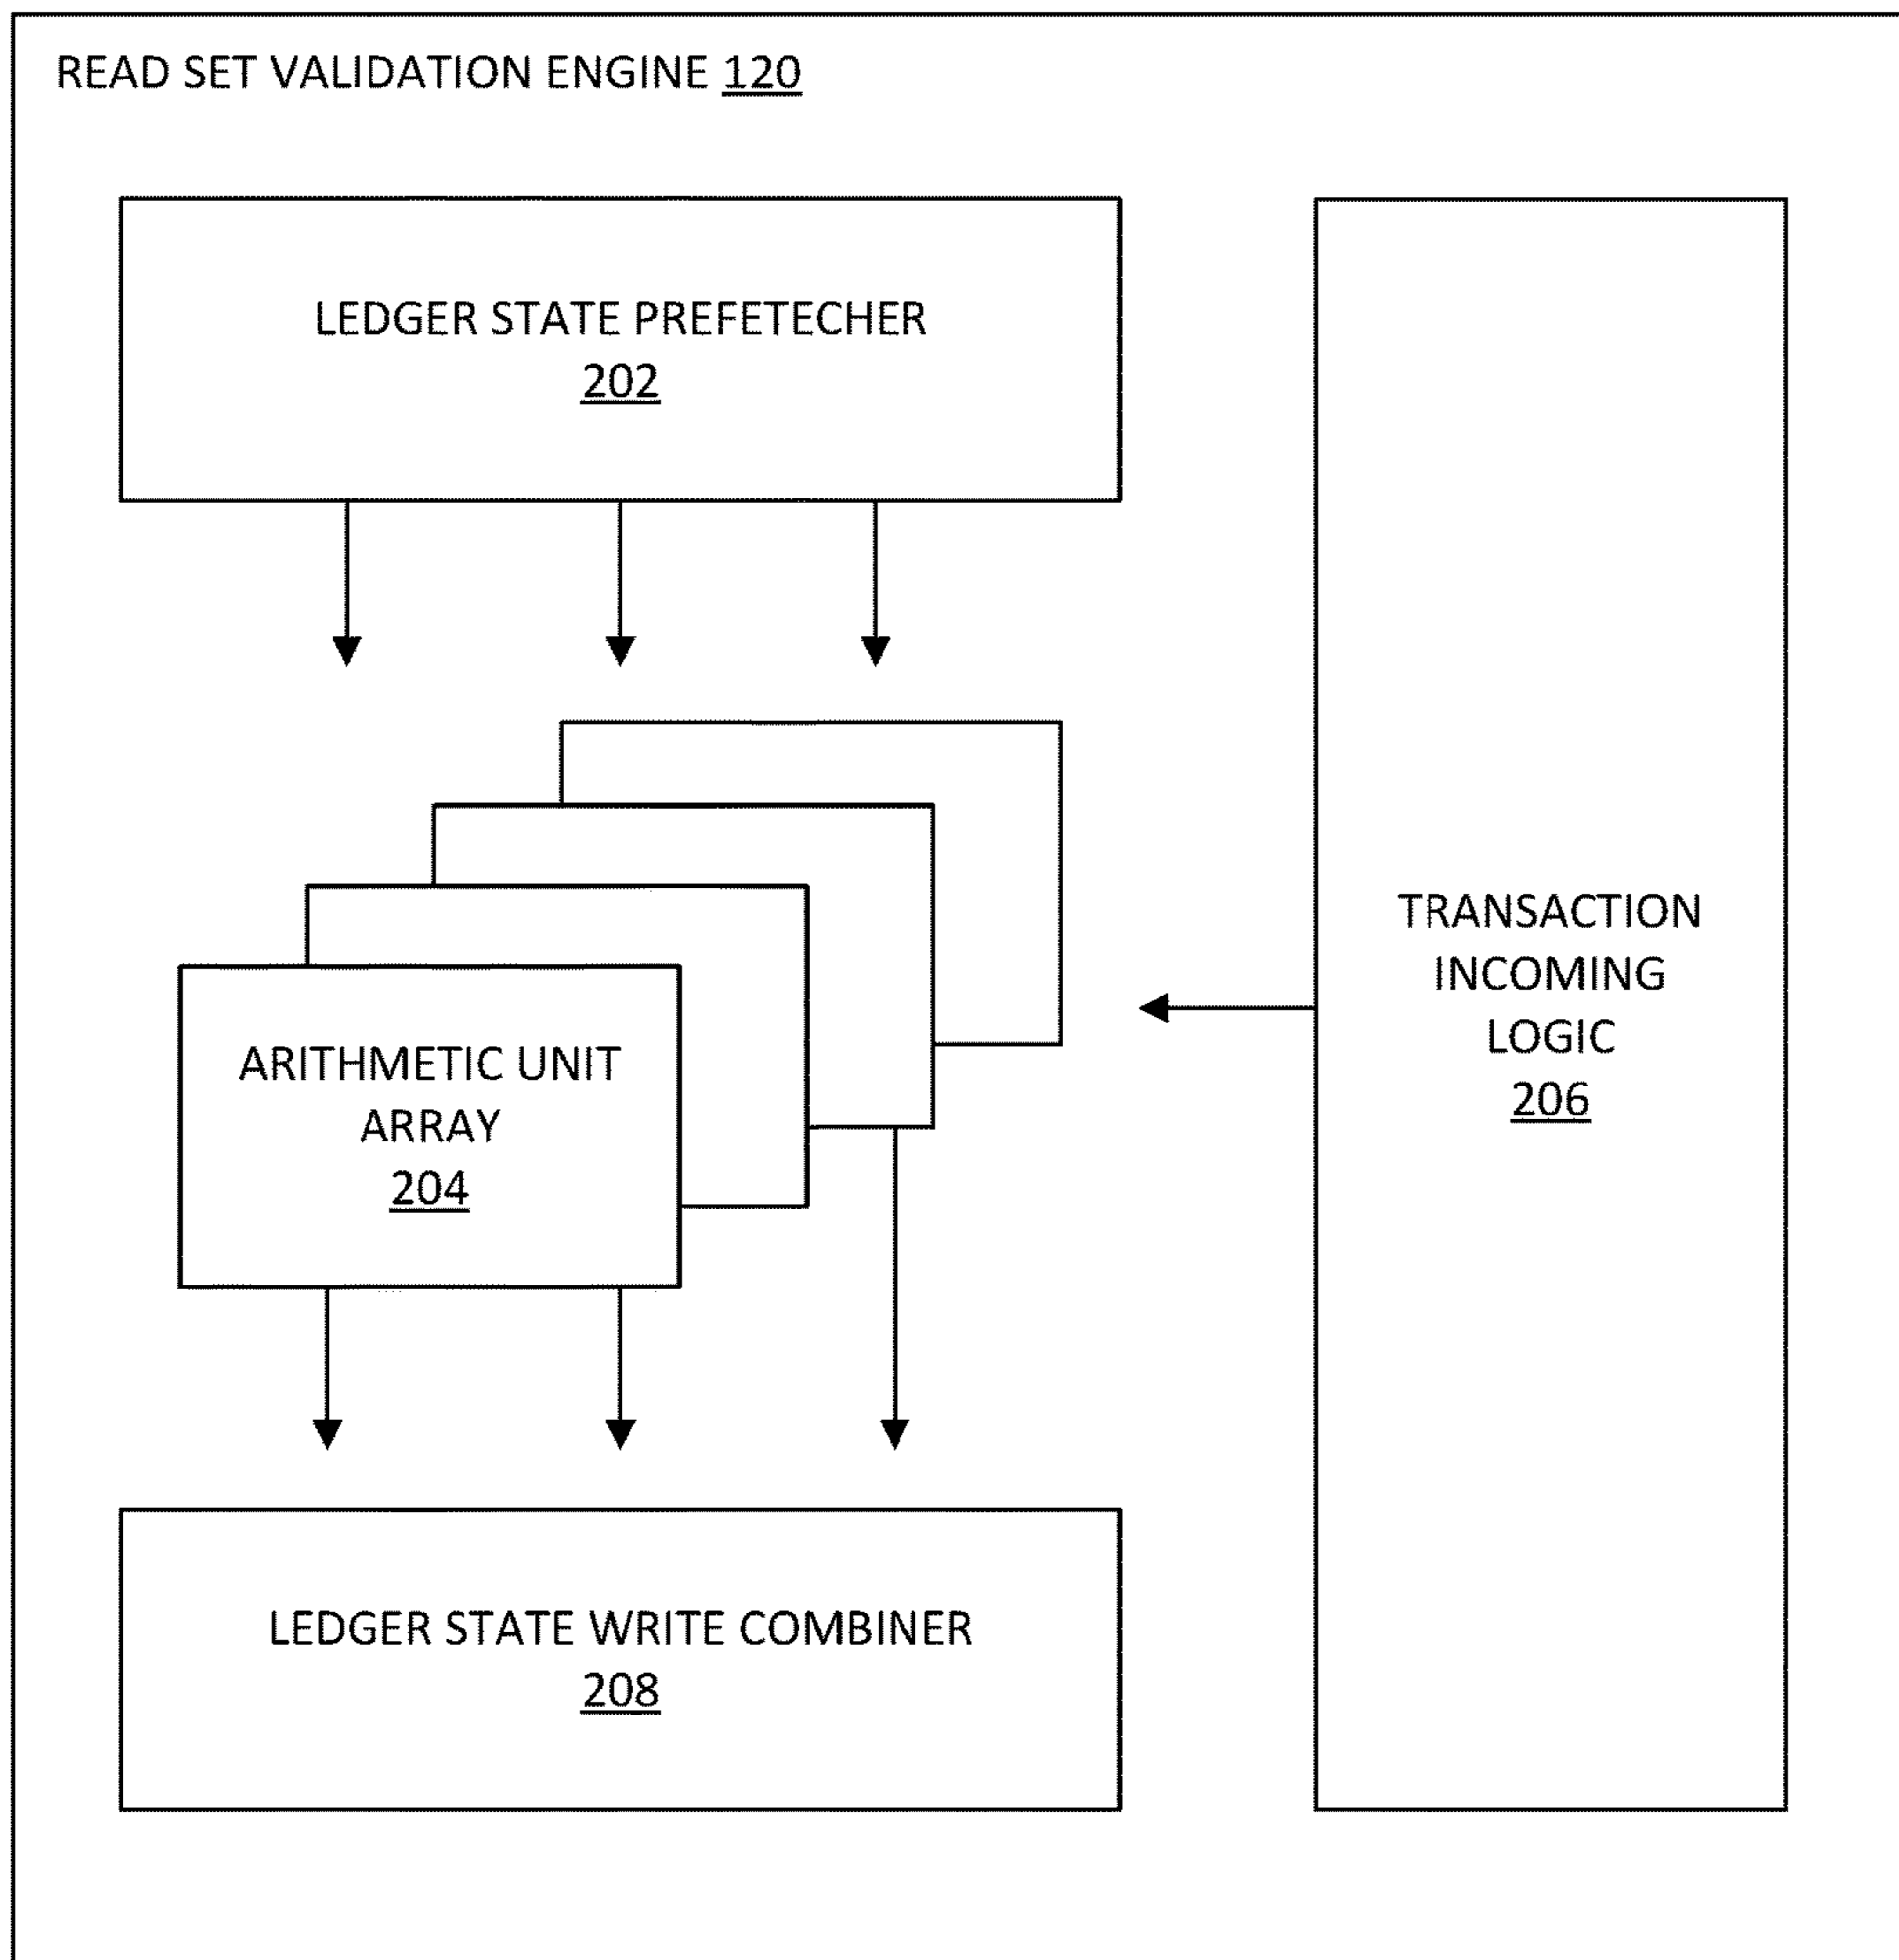 READ SET VALIDATION ENGINE 120
LEDGER STATE PREFETECHER
202
ARITHMETIC UNIT
ARRAY
204
TRANSACTION
INCOMING
LOGIC
206
LEDGER STATE WRITE COMBINER
208